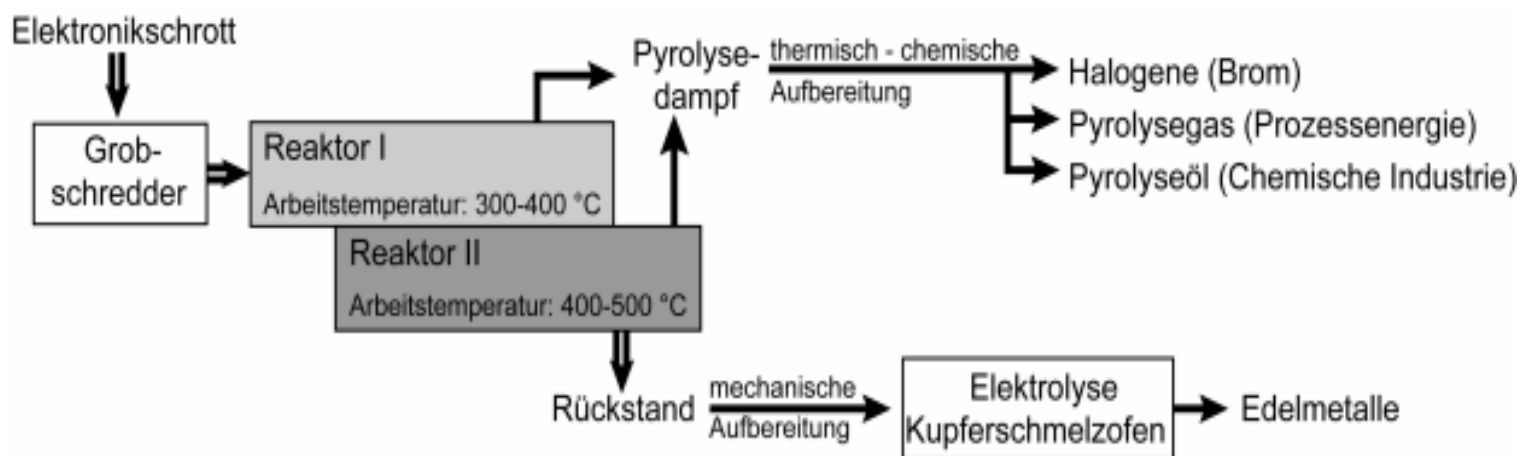 Elektronikschrott
Grob-
schredder
Reaktor I
Arbeitstemperatur: 300-400 °C
Reaktor II
Arbeitstemperatur: 400-500 °C
Pyrolyse-
dampf
thermisch - chemische
Aufbereitung
Halogene (Brom)
Pyrolysegas (Prozessenergie)
Pyrolyseöl (Chemische Industrie)
Rückstand
mechanische
Aufbereitung
Elektrolyse
Kupferschmelzofen
Edelmetalle